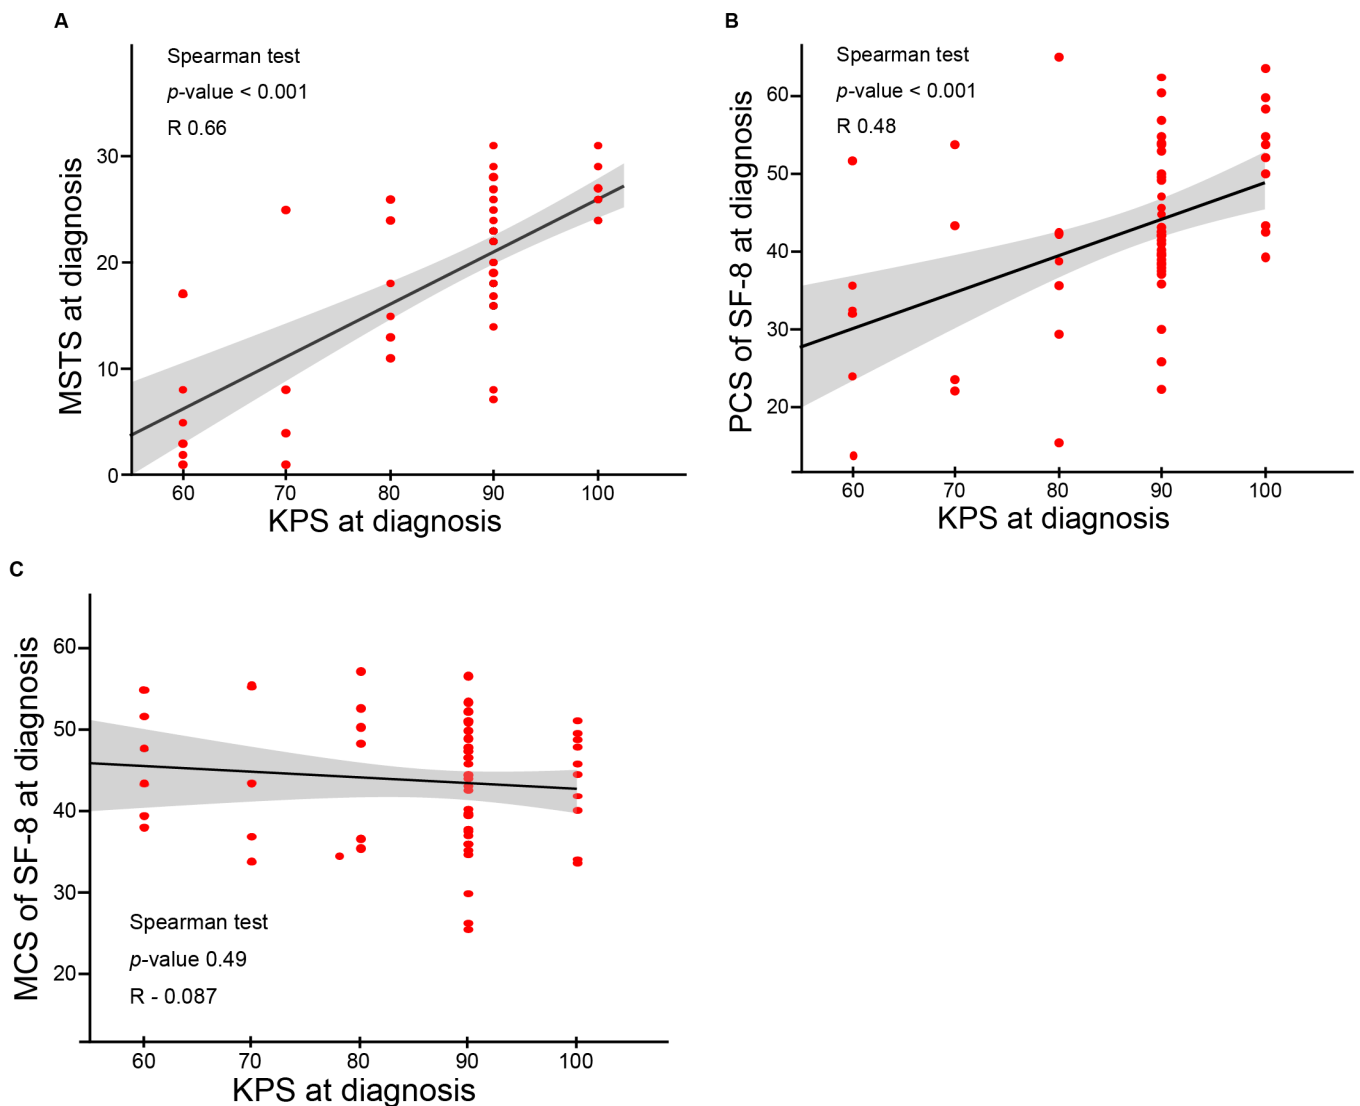 A
Spearman test
p-value < 0.001
R 0.66
MSTS at diagnosis
30
20
10
0
60 70 80 90 100
KPS at diagnosis
B
Spearman test
p-value < 0.001
R 0.48
PCS of SF-8 at diagnosis
60
50
40
30
20
60 70 80 90 100
KPS at diagnosis
C
MCS of SF-8 at diagnosis
60
50
40
30
20
Spearman test
p-value 0.49
R - 0.087
60 70 80 90 100
KPS at diagnosis